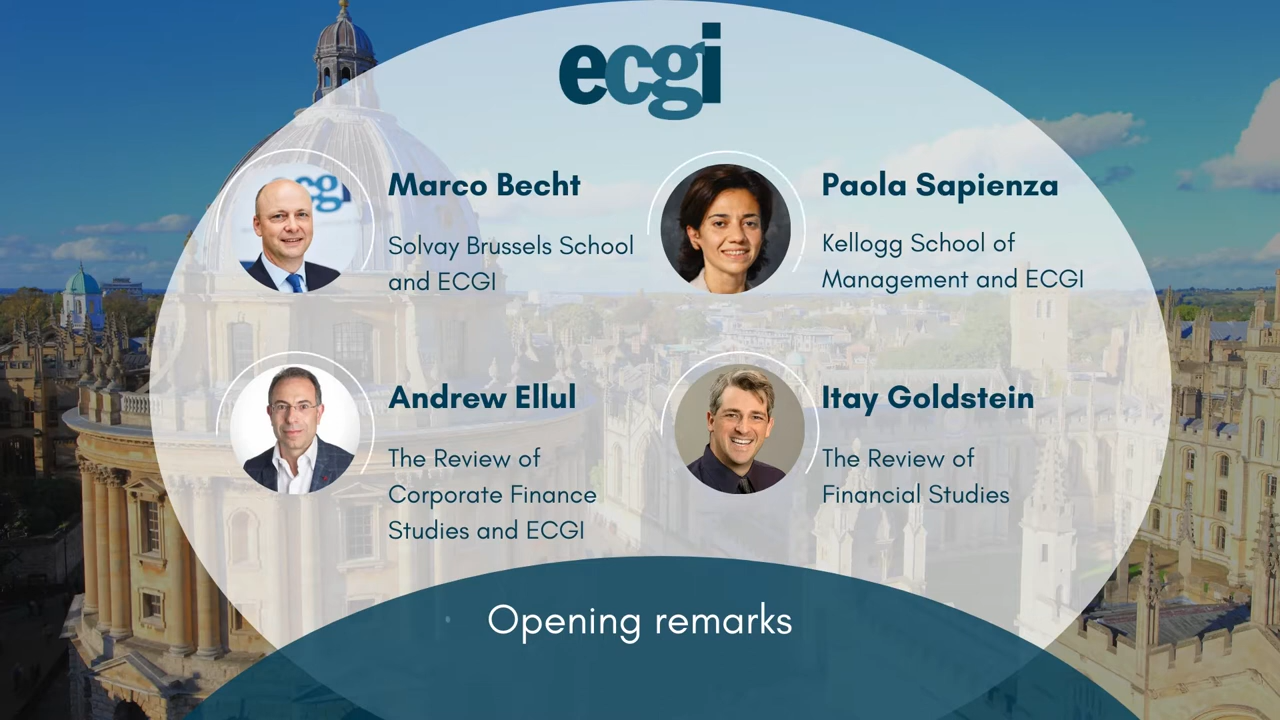 ecgi
Marco Becht
Solvay Brussels School
and ECGI
Paola Sapienza
Kellogg School of
Management and ECGI
Andrew Ellul
The Review of
Corporate Finance
Studies and ECGI
Itay Goldstein
The Review of
Financial Studies
Opening remarks